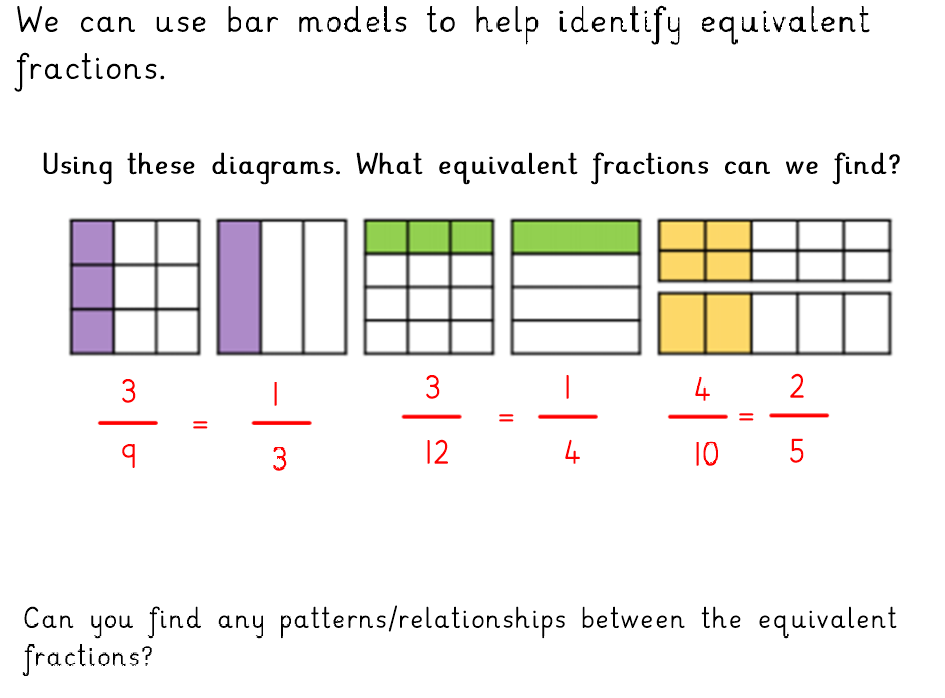 We can use bar models to help identify equivalent
fractions.
Using these diagrams. What equivalent fractions can we find?
3/9 = 1/3 3/12 = 1/4 4/10 = 2/5
Can you find any patterns/relationships between the equivalent
fractions?